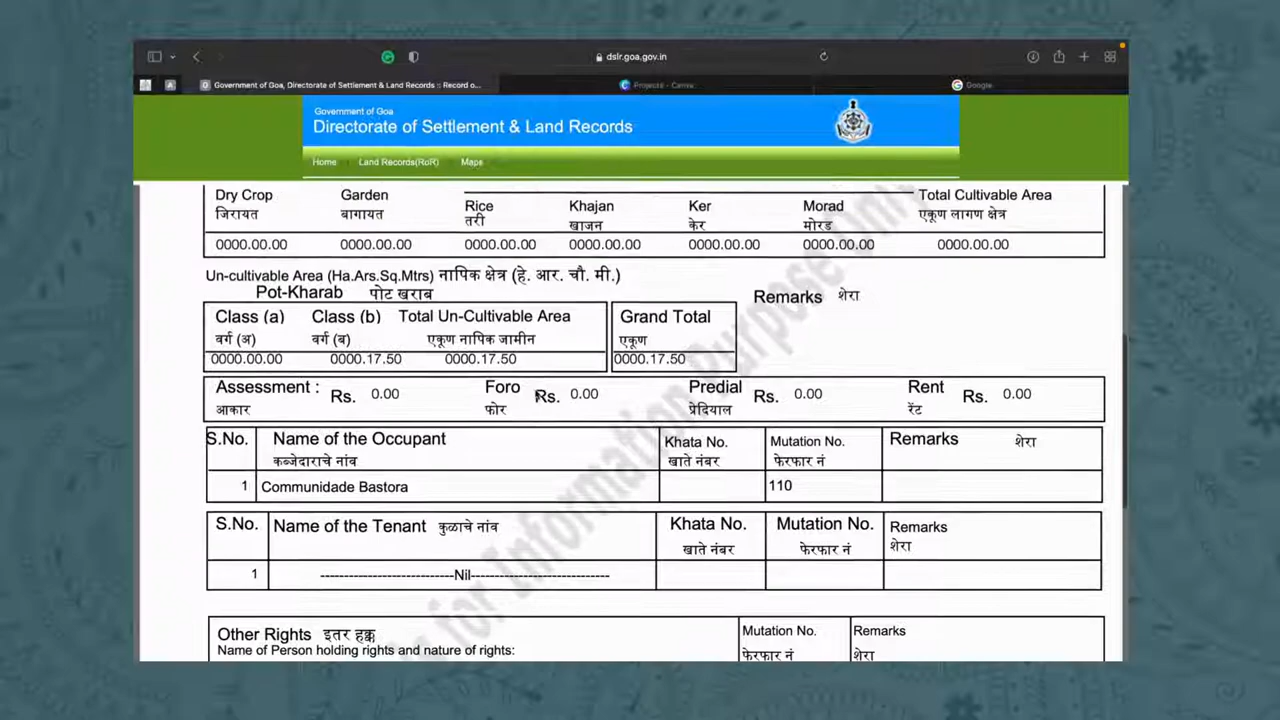 dslr.goa.gov.in
Government of Goa, Directorate of Settlement & Land Records :: Record o...
Projects - Canva
Google
Government of Goa
Directorate of Settlement & Land Records
Home Land Records(RoR) Maps
Dry Crop Garden Rice Khajan Ker Morad Total Cultivable Area
जिरायत बागायत तरी खाजन केर मोरड एकूण लागण क्षेत्र
0000.00.00 0000.00.00 0000.00.00 0000.00.00 0000.00.00 0000.00.00 0000.00.00
Un-cultivable Area (Ha.Ars.Sq.Mtrs) नापिक क्षेत्र (हे. आर. चौ. मी.)
Pot-Kharab पोट खराब Remarks शेरा
Class (a) Class (b) Total Un-Cultivable Area Grand Total
वर्ग (अ) वर्ग (ब) एकूण नापिक जामीन एकूण
0000.00.00 0000.17.50 0000.17.50 0000.17.50
Assessment : Rs. 0.00 Foro Rs. 0.00 Predial Rs. 0.00 Rent Rs. 0.00
आकार फोर प्रेदियाल रेंट
S.No. Name of the Occupant Khata No. Mutation No. Remarks शेरा
कब्जेदाराचे नांव खाते नंबर फेरफार नं
1 Communidade Bastora 110
S.No. Name of the Tenant कुळाचे नांव Khata No. Mutation No. Remarks
खाते नंबर फेरफार नं शेरा
1 ---------------------------Nil----------------------------
Other Rights इतर हक्क Mutation No. Remarks
Name of Person holding rights and nature of rights: फेरफार नं शेरा
for Information Purpose Only